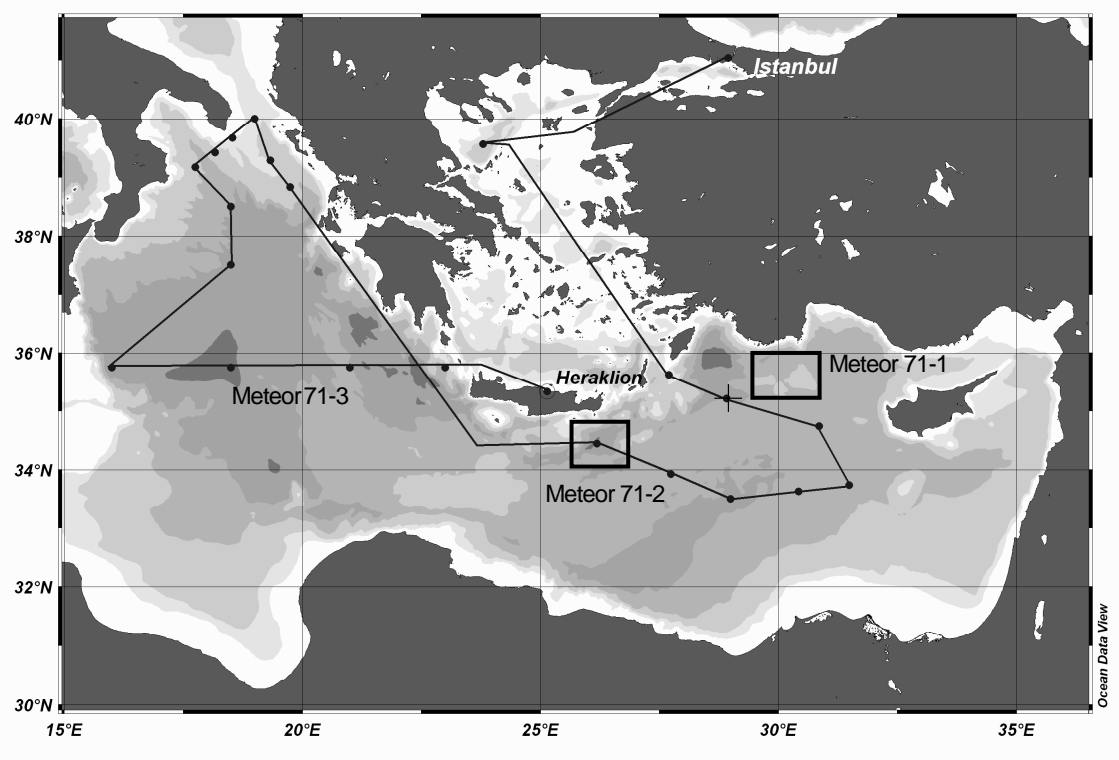 Istanbul
40°N
38°N
36°N
Meteor 71-1
Heraklion
Meteor 71-3
34°N
Meteor 71-2
32°N
30°N
15°E
20°E
25°E
30°E
35°E
Ocean Data View